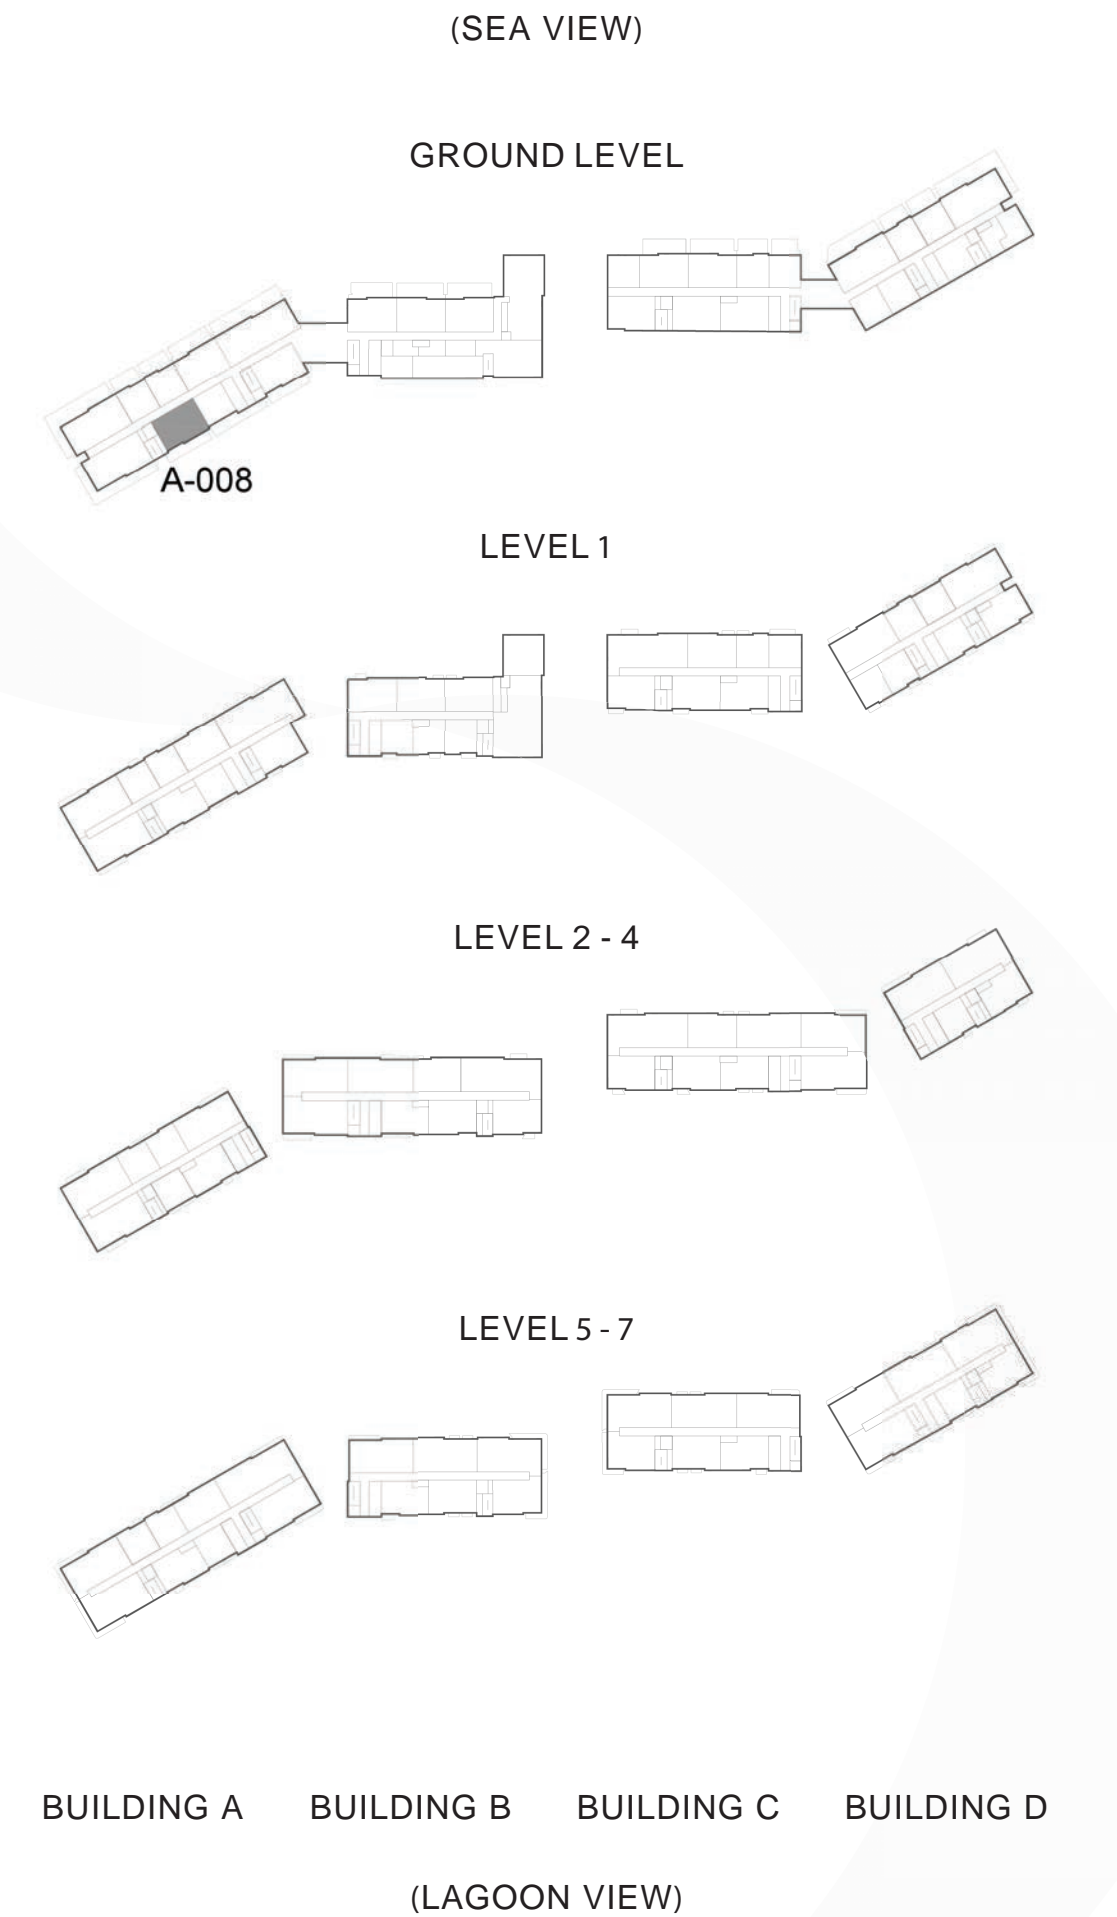 (SEA VIEW)
GROUND LEVEL
A-008
LEVEL 1
LEVEL 2 - 4
LEVEL 5 - 7
BUILDING A BUILDING B BUILDING C BUILDING D
(LAGOON VIEW)